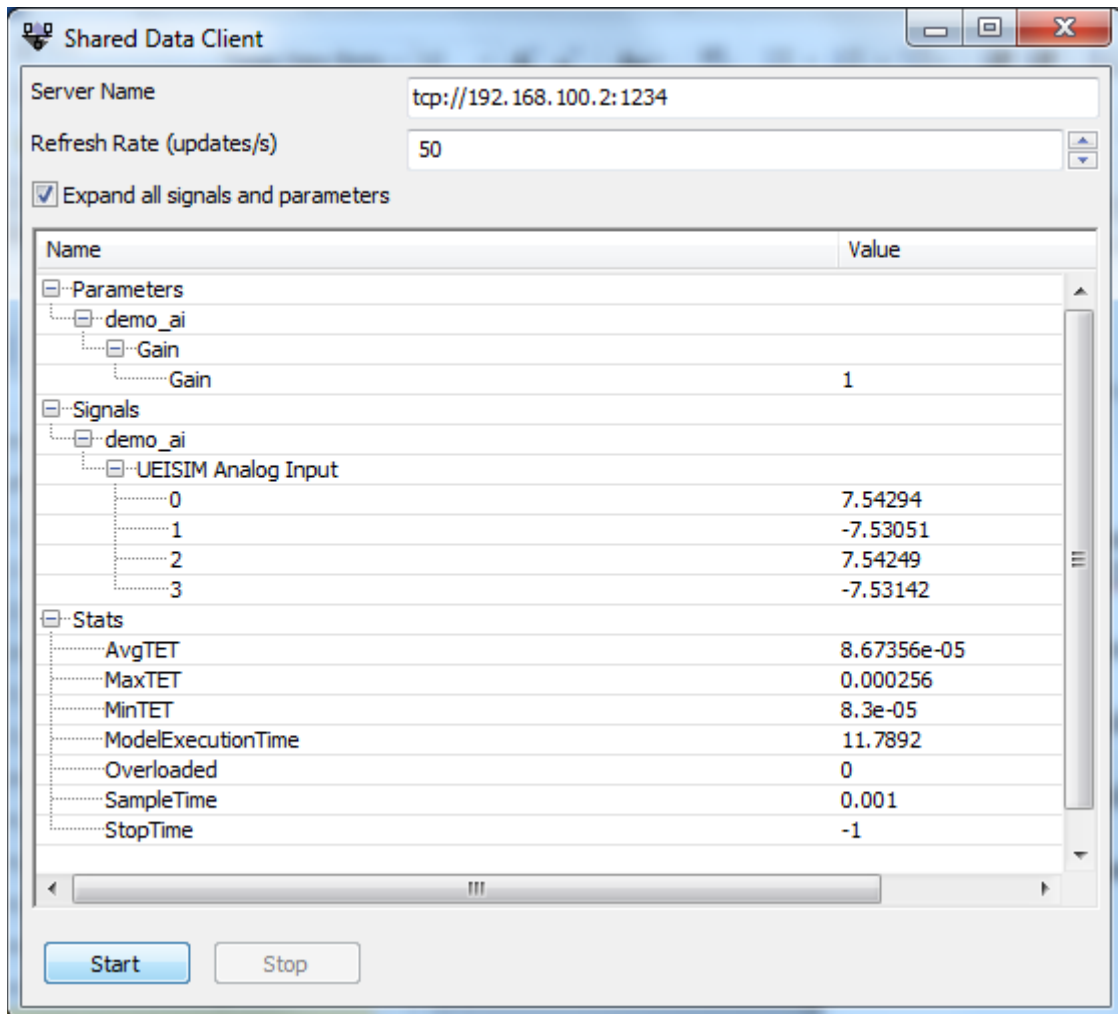 Shared Data Client
Server Name tcp://192.168.100.2:1234
Refresh Rate (updates/s) 50
Expand all signals and parameters
Name Value
Parameters
demo_ai
Gain
Gain 1
Signals
demo_ai
UEISIM Analog Input
0 7.54294
1 -7.53051
2 7.54249
3 -7.53142
Stats
AvgTET 8.67356e-05
MaxTET 0.000256
MinTET 8.3e-05
ModelExecutionTime 11.7892
Overloaded 0
SampleTime 0.001
StopTime -1
Start Stop